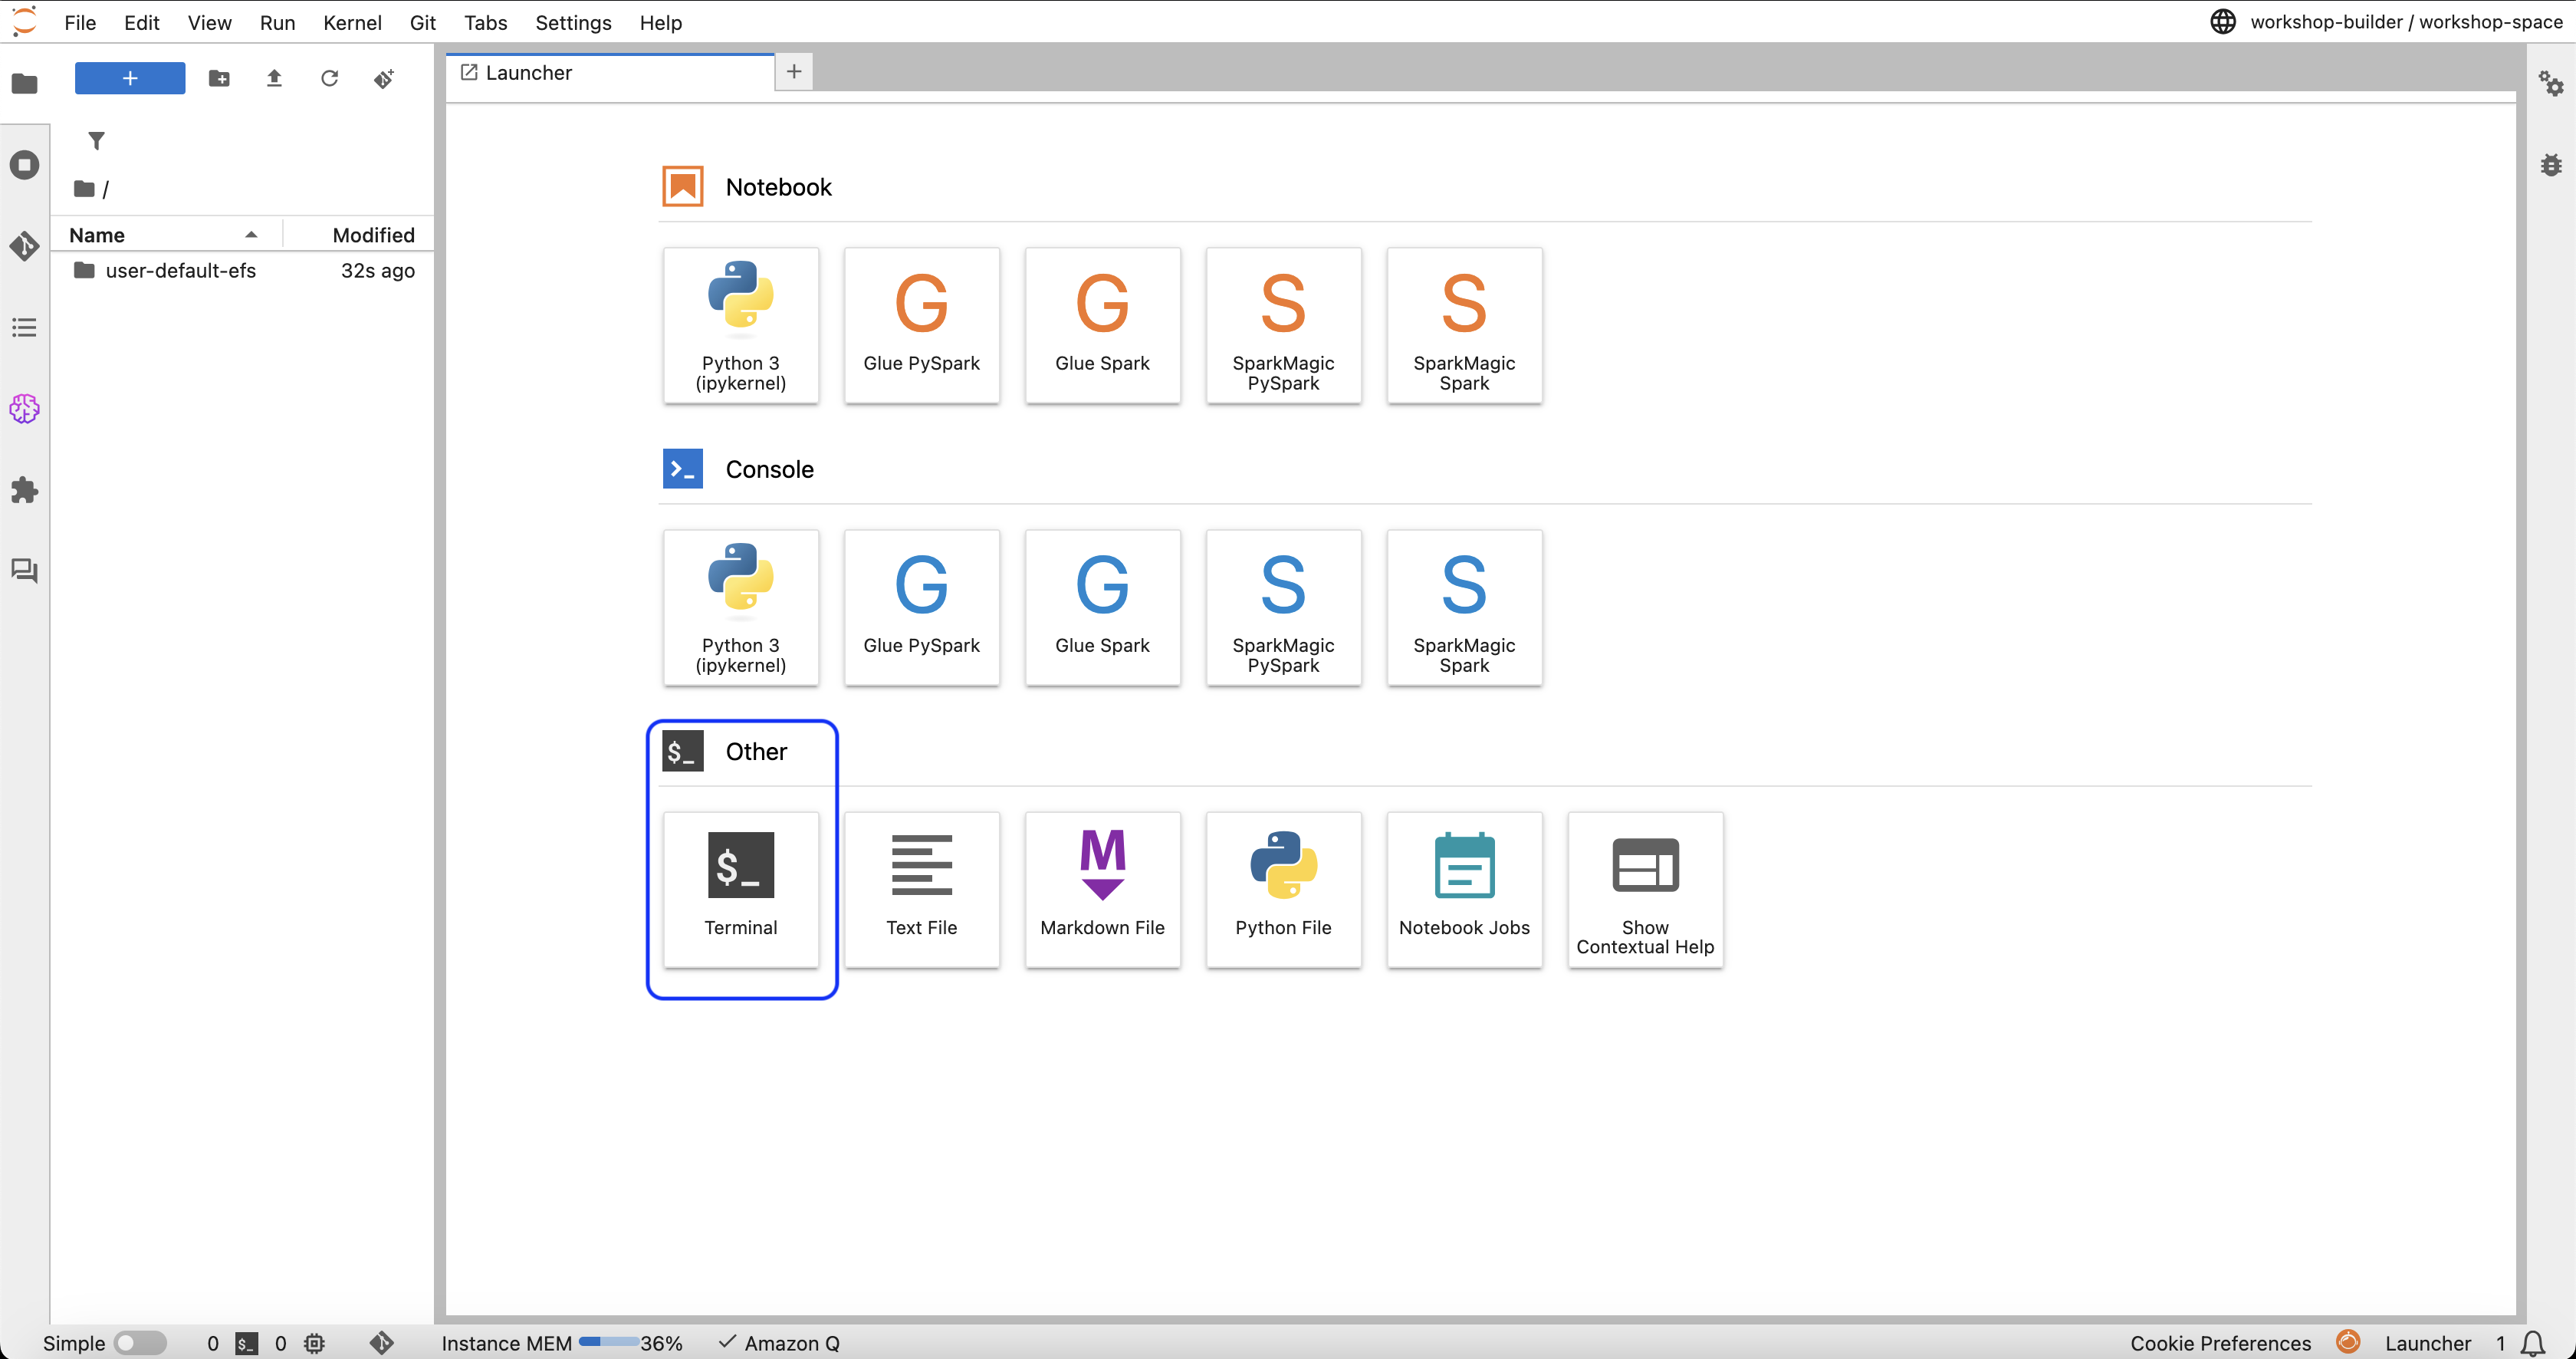 File Edit View Run Kernel Git Tabs Settings Help
workshop-builder / workshop-space
+
Launcher
+
/
Name Modified
user-default-efs 32s ago
Notebook
Python 3
(ipykernel)
G
Glue PySpark
G
Glue Spark
S
SparkMagic
PySpark
S
SparkMagic
Spark
>_ Console
Python 3
(ipykernel)
G
Glue PySpark
G
Glue Spark
S
SparkMagic
PySpark
S
SparkMagic
Spark
$_ Other
$_
Terminal
Text File
M
Markdown File
Python File
Notebook Jobs
Show
Contextual Help
Simple 0 $_ 0 Instance MEM 36% Amazon Q Cookie Preferences Launcher 1